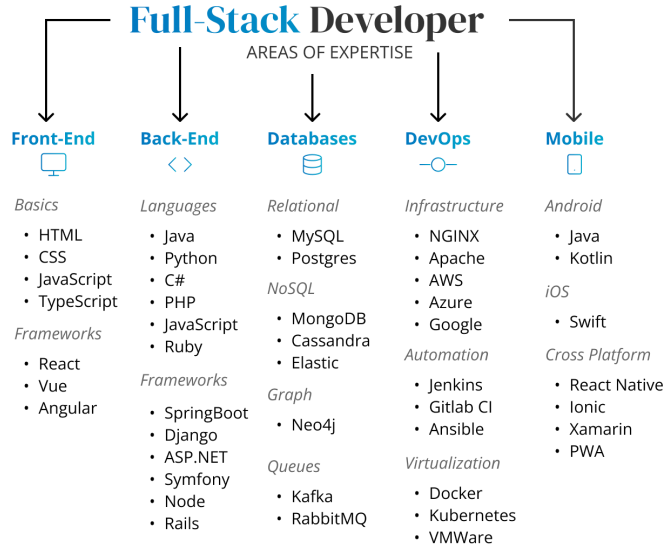 Full-Stack Developer
AREAS OF EXPERTISE
Front-End
Basics
• HTML
• CSS
• JavaScript
• TypeScript
Frameworks
• React
• Vue
• Angular
Back-End
Languages
• Java
• Python
• C#
• PHP
• JavaScript
• Ruby
Frameworks
• SpringBoot
• Django
• ASP.NET
• Symfony
• Node
• Rails
Databases
Relational
• MySQL
• Postgres
NoSQL
• MongoDB
• Cassandra
• Elastic
Graph
• Neo4j
Queues
• Kafka
• RabbitMQ
DevOps
Infrastructure
• NGINX
• Apache
• AWS
• Azure
• Google
Automation
• Jenkins
• Gitlab CI
• Ansible
Virtualization
• Docker
• Kubernetes
• VMWare
Mobile
Android
• Java
• Kotlin
iOS
• Swift
Cross Platform
• React Native
• Ionic
• Xamarin
• PWA